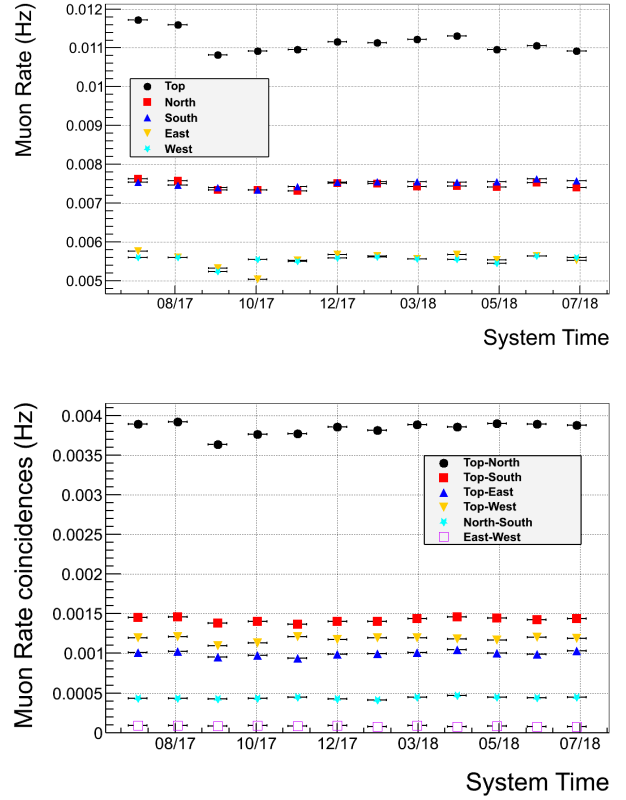 Muon Rate (Hz)
0.012
0.011
0.01
0.009
0.008
0.007
0.006
0.005
Top
North
South
East
West
08/17 10/17 12/17 03/18 05/18 07/18
System Time
Muon Rate coincidences (Hz)
0.004
0.0035
0.003
0.0025
0.002
0.0015
0.001
0.0005
0
Top-North
Top-South
Top-East
Top-West
North-South
East-West
08/17 10/17 12/17 03/18 05/18 07/18
System Time